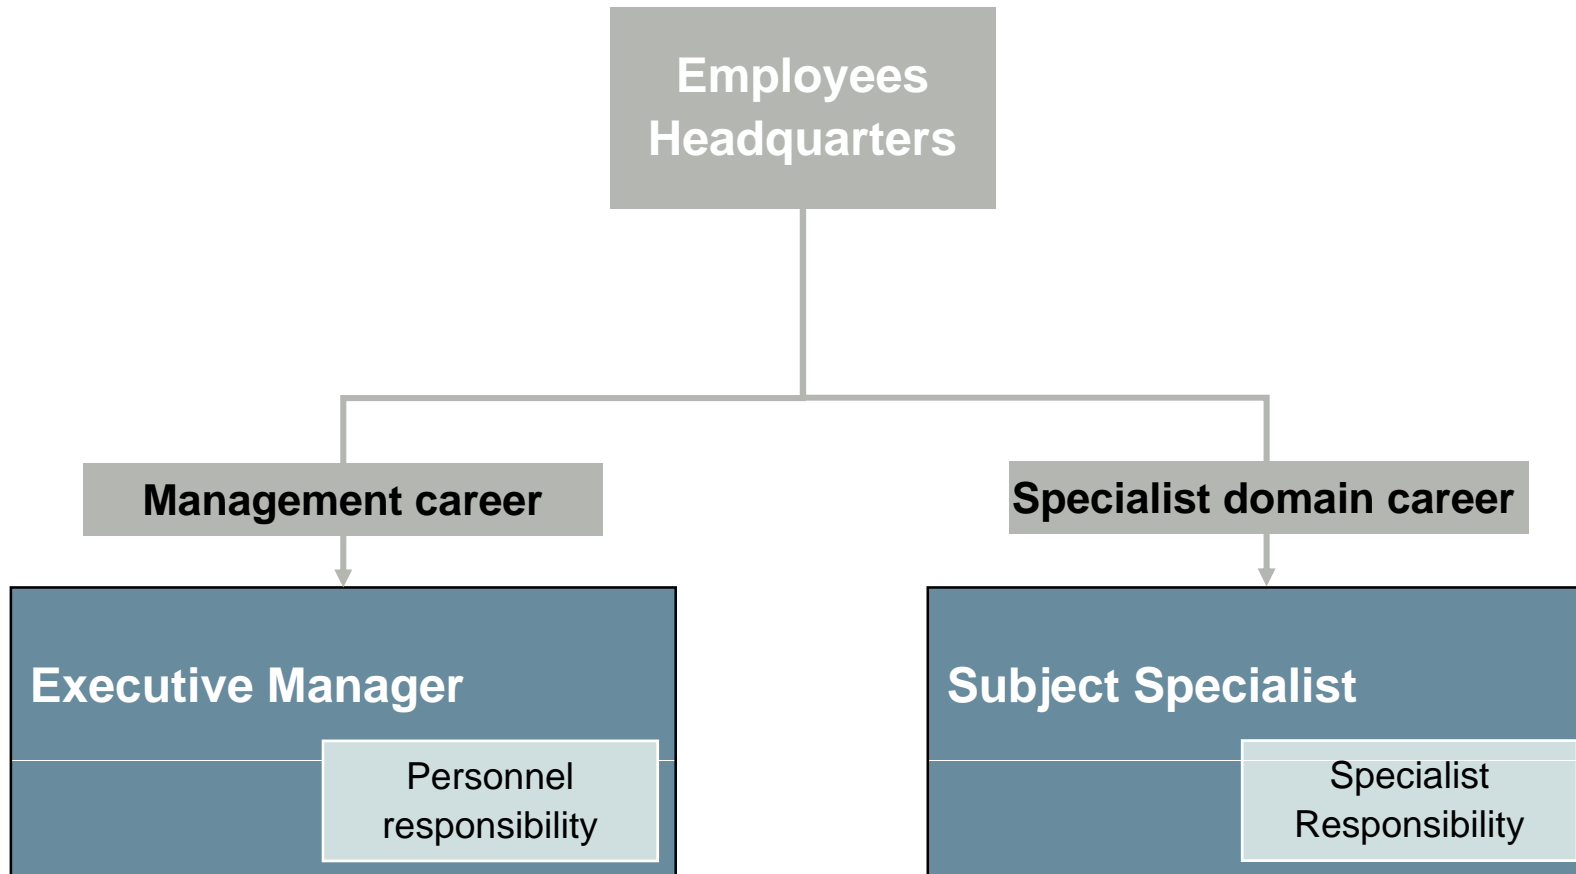 Employees
Headquarters
Management career
Specialist domain career
Executive Manager
Personnel
responsibility
Subject Specialist
Specialist
Responsibility